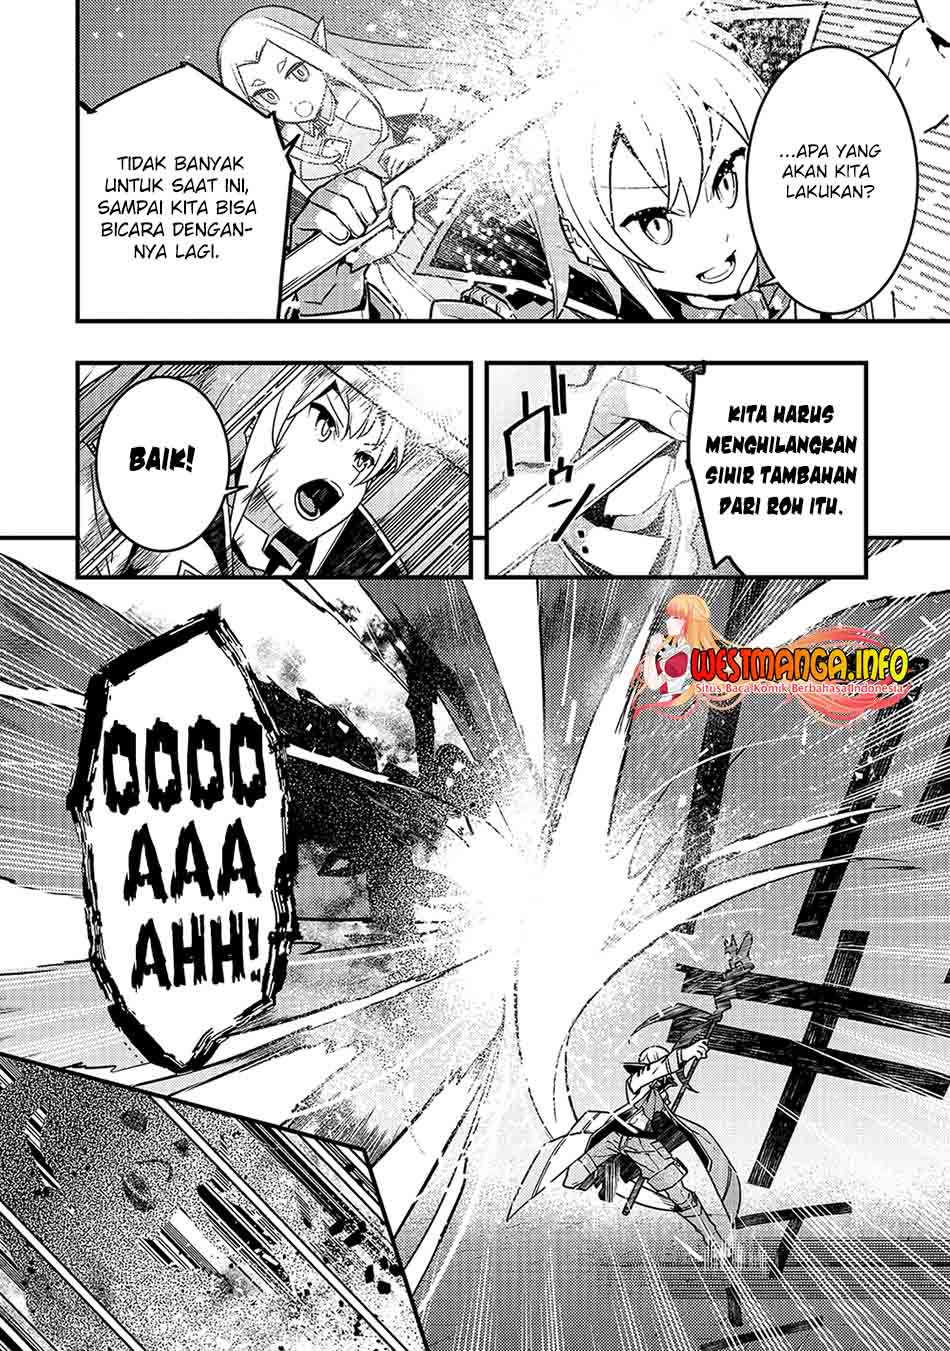 ...APA YANG
AKAN KITA
LAKUKAN?
TIDAK BANYAK
UNTUK SAAT INI,
SAMPAI KITA BISA
BICARA DENGAN-
NYA LAGI.
KITA HARUS
MENGHILANGKAN
SIHIR TAMBAHAN
DARI ROH ITU.
BAIK!
WESTMANGA.INFO
Situs Baca Komik Berbahasa Indonesia
OOOO
AAA
AHH!